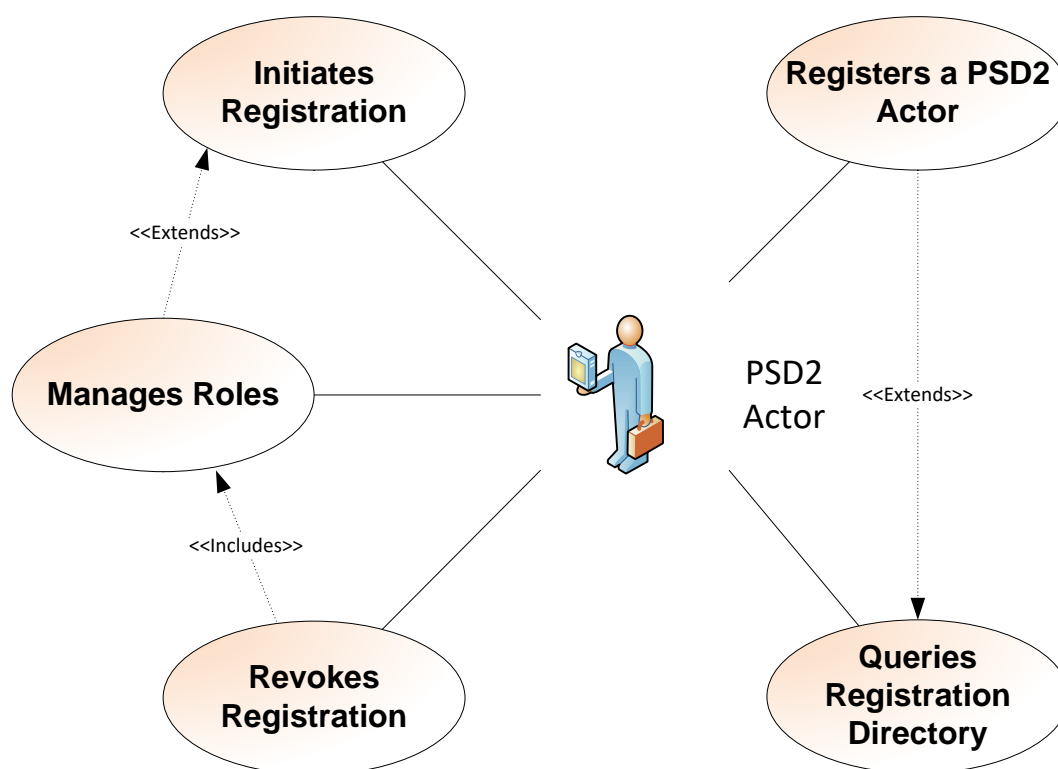 Initiates
Registration
Registers a PSD2
Actor
<<Extends>>
Manages Roles
PSD2
Actor
<<Extends>>
<<Includes>>
Revokes
Registration
Queries
Registration
Directory